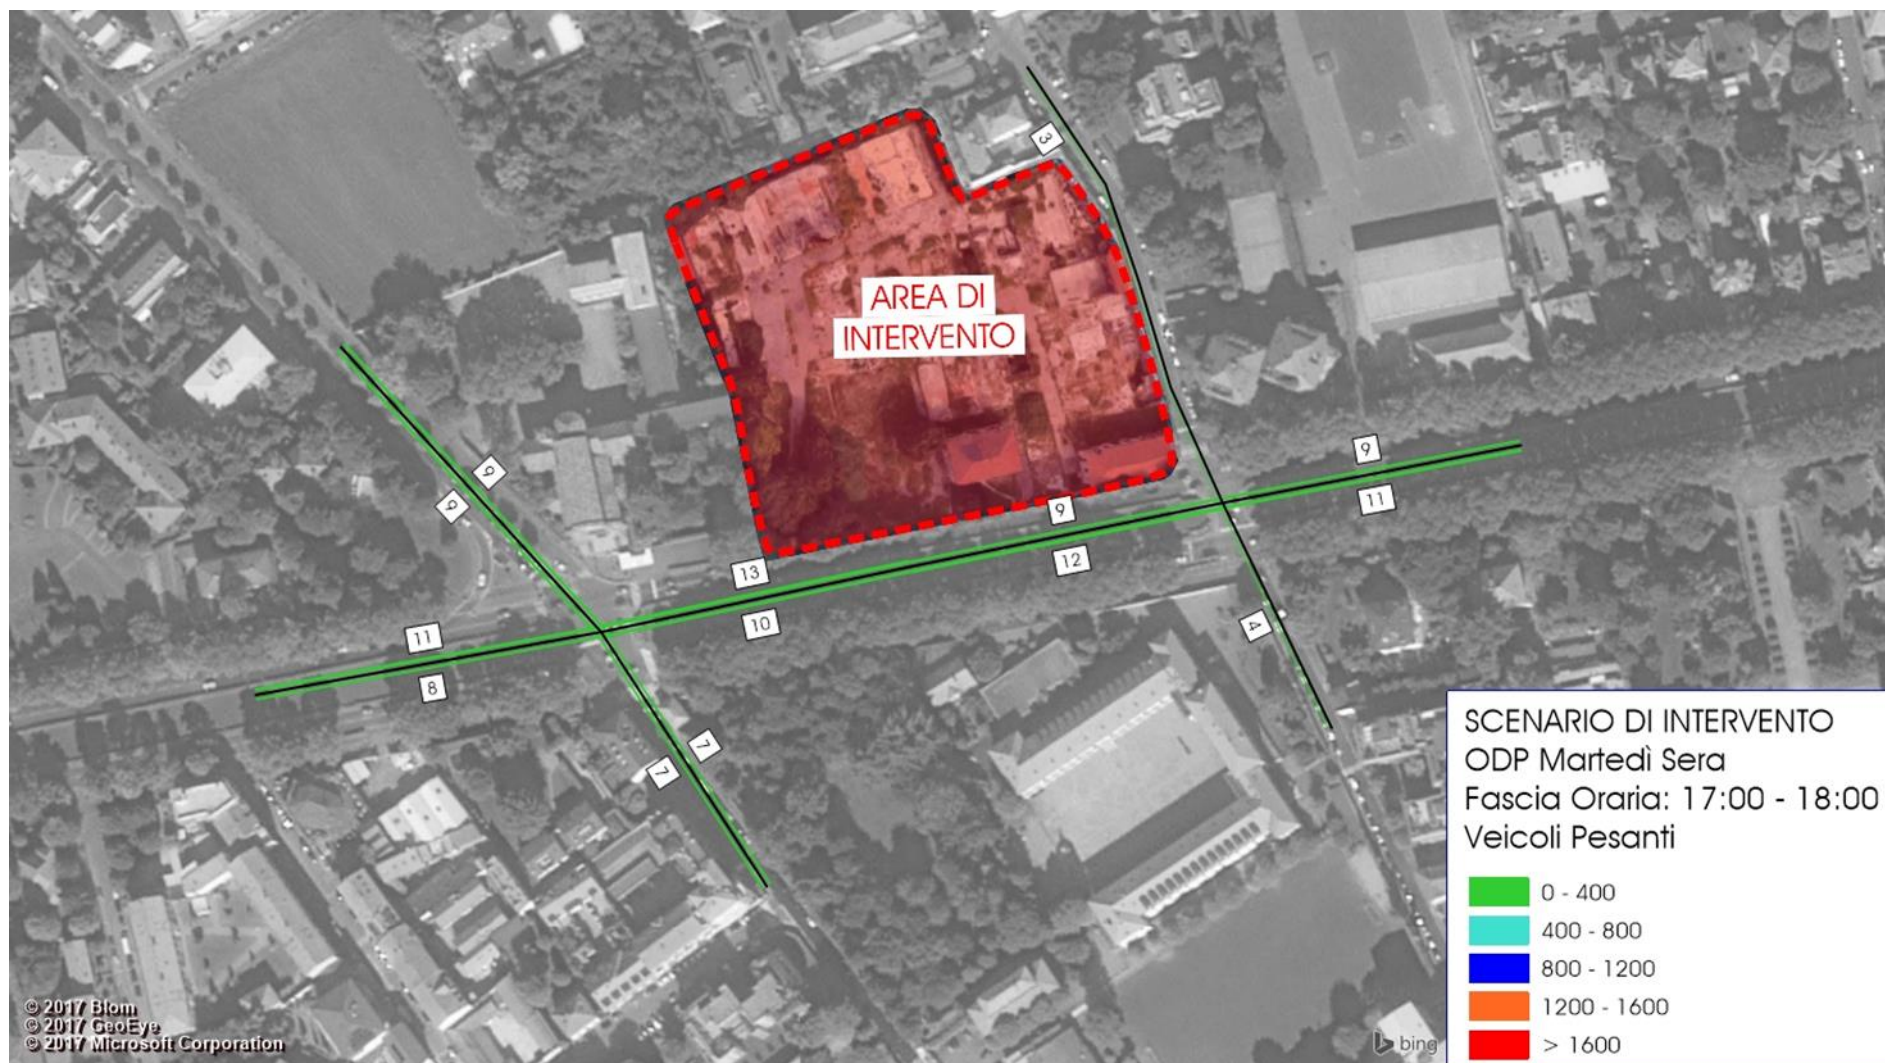 3
AREA DI
INTERVENTO
9
9
9
11
9
12
13
10
11
8
4
7
7
SCENARIO DI INTERVENTO
ODP Martedì Sera
Fascia Oraria: 17:00 - 18:00
Veicoli Pesanti
0 - 400
400 - 800
800 - 1200
1200 - 1600
> 1600
© 2017 Blom
© 2017 GeoEye
© 2017 Microsoft Corporation
bing